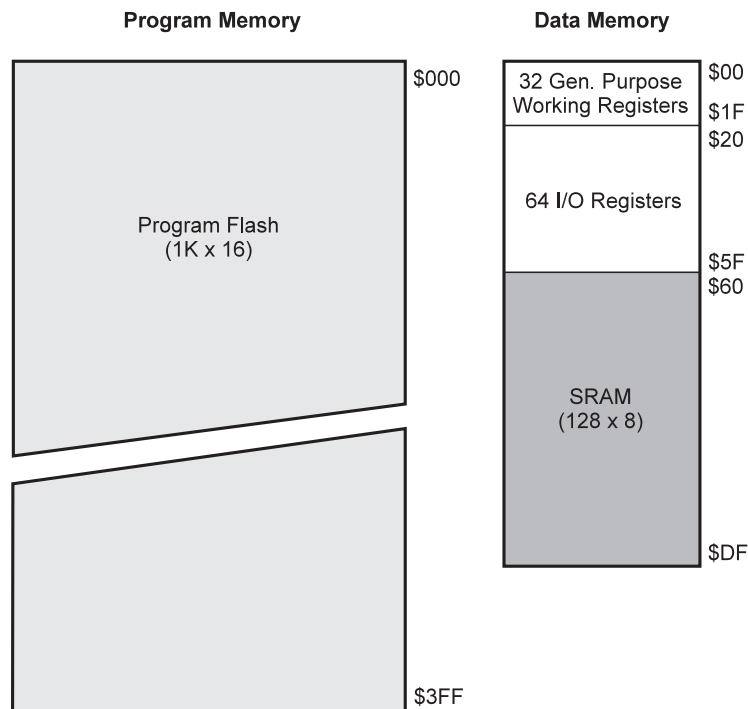 Program Memory
$000
Program Flash
(1K x 16)
$3FF
Data Memory
32 Gen. Purpose
Working Registers
$00
$1F
$20
64 I/O Registers
$5F
$60
SRAM
(128 x 8)
$DF